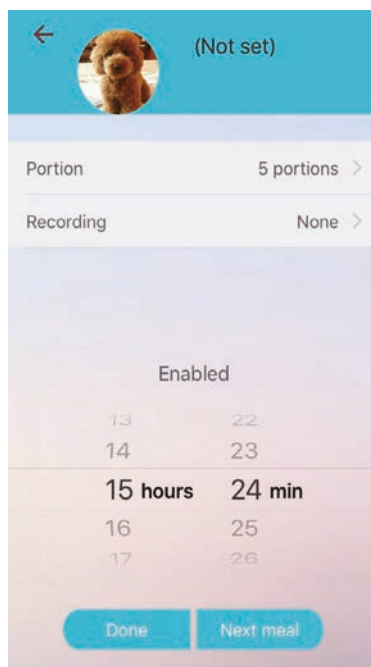 (Not set)
Portion 5 portions
Recording None
Enabled
13 22
14 23
15 hours 24 min
16 25
17 26
Done Next meal